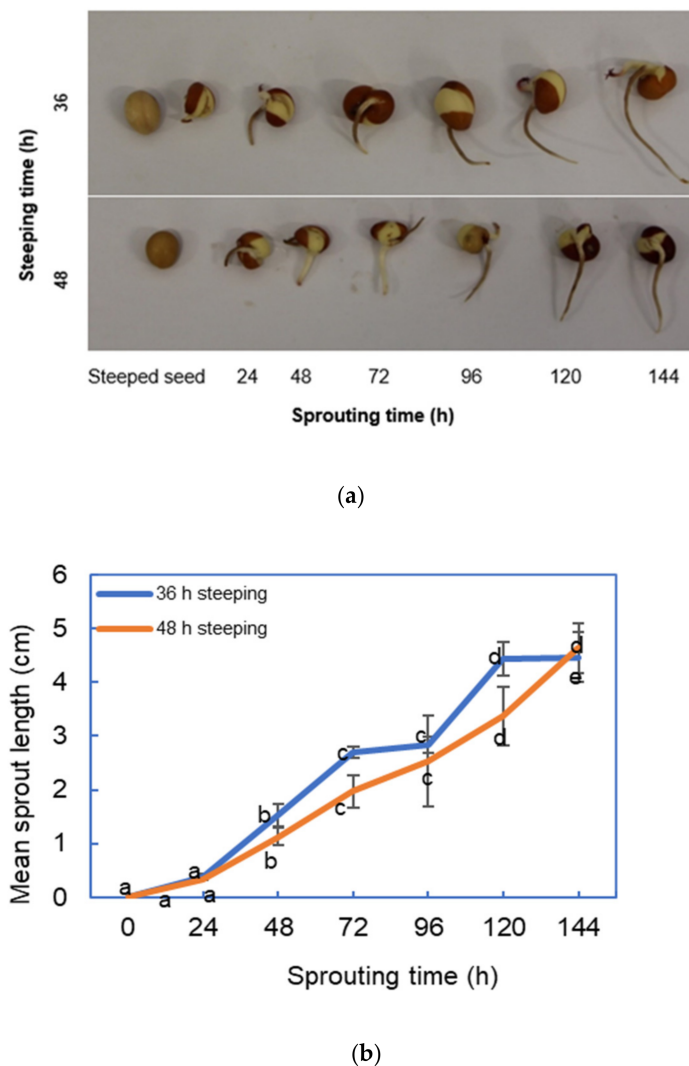 36
Steeping time (h)
48
Steeped seed 24 48 72 96 120 144
Sprouting time (h)
(a)
6
5
4
3
2
1
0
Mean sprout length (cm)
36 h steeping
48 h steeping
a
a
a
a
b
b
c
c
c
c
d
d
d
e
0 24 48 72 96 120 144
Sprouting time (h)
(b)